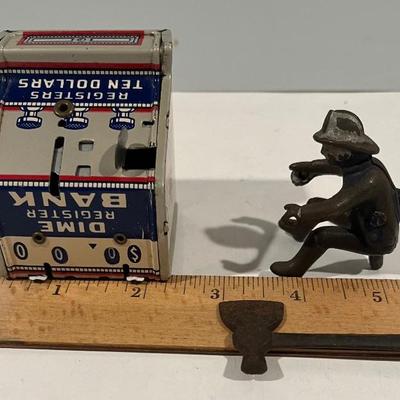 REGISTERS
TEN DOLLARS
DIME
REGISTER
BANK
$ 0 0 0
1 2 3 4 5